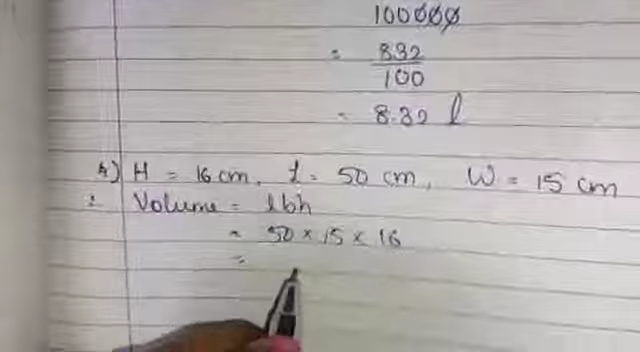 100000
= 832
100
= 8.32 l
4) H = 16 cm, l = 50 cm, W = 15 cm
: Volume = lbh
= 50 × 15 × 16
=